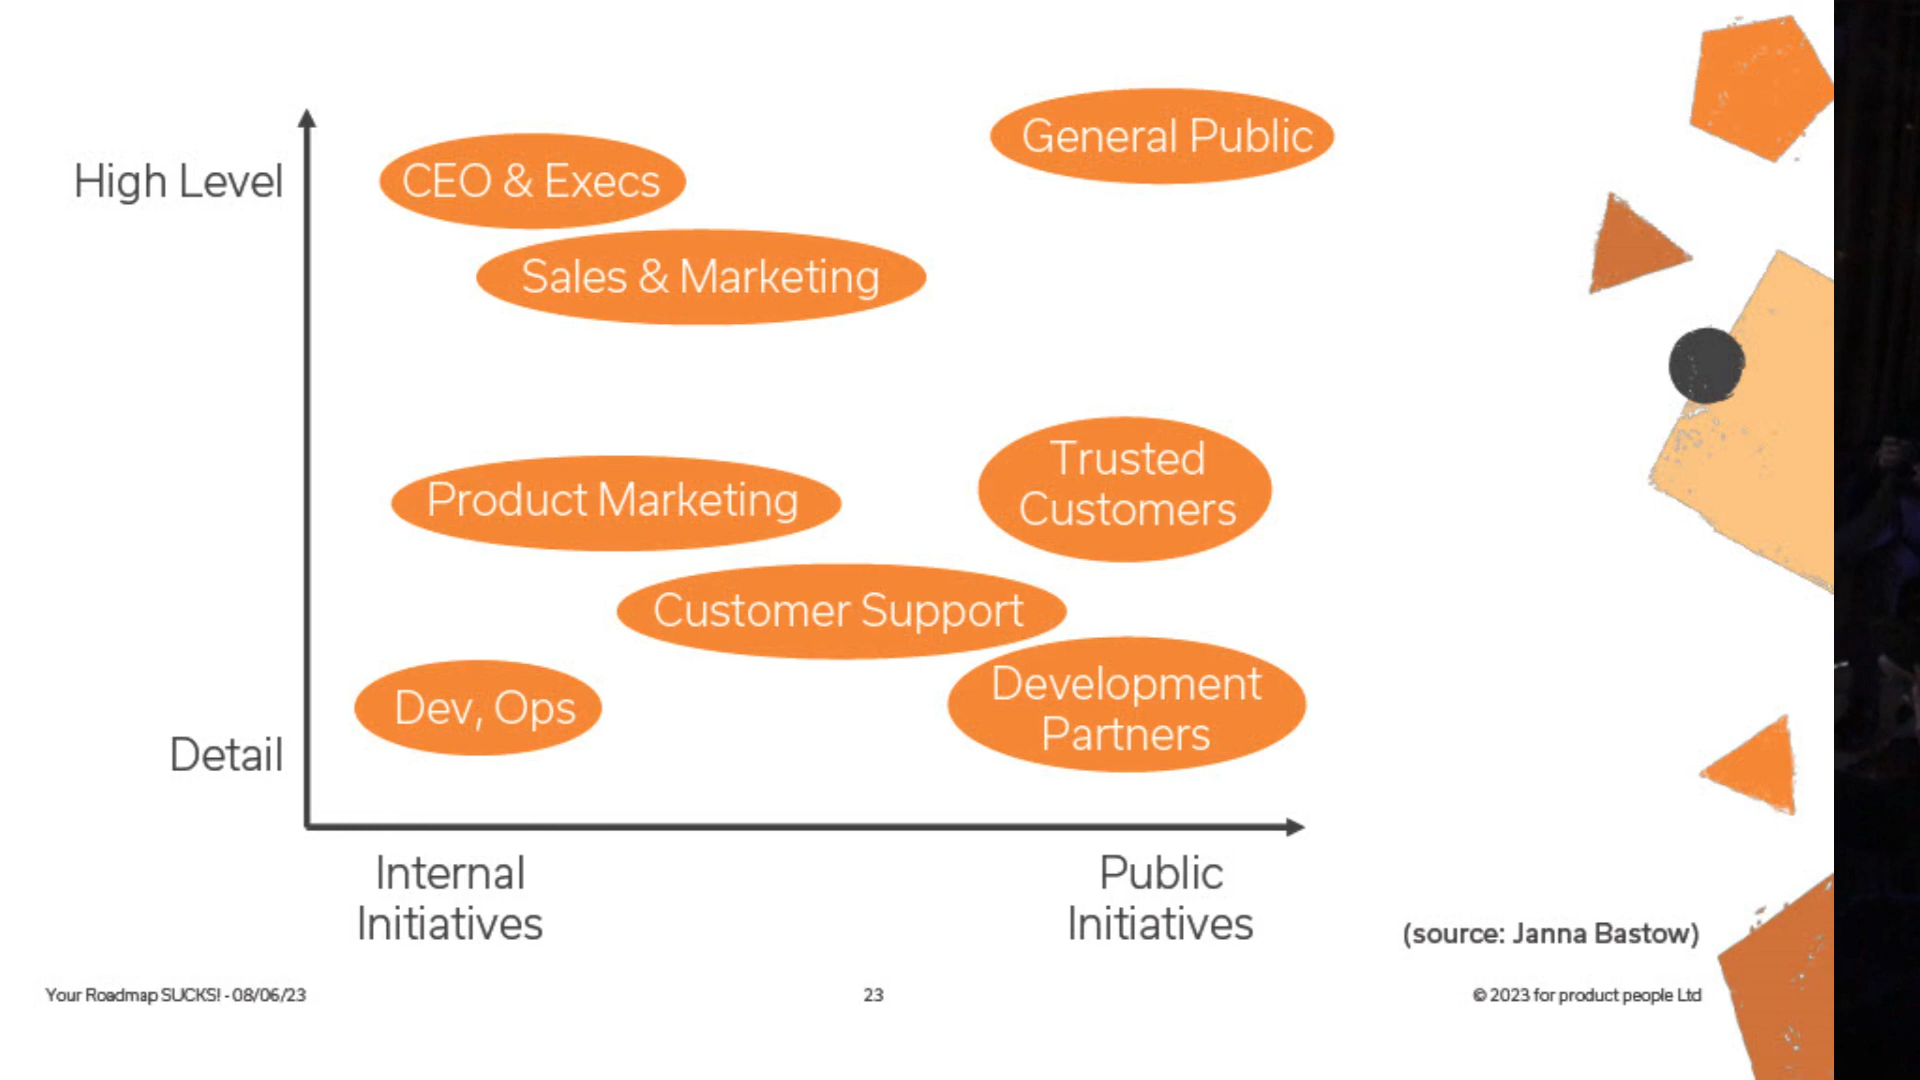 High Level
CEO & Execs
General Public
Sales & Marketing
Product Marketing
Trusted
Customers
Customer Support
Dev, Ops
Development
Partners
Detail
Internal
Initiatives
Public
Initiatives
(source: Janna Bastow)
Your Roadmap SUCKS! - 08/06/23
23
© 2023 for product people Ltd